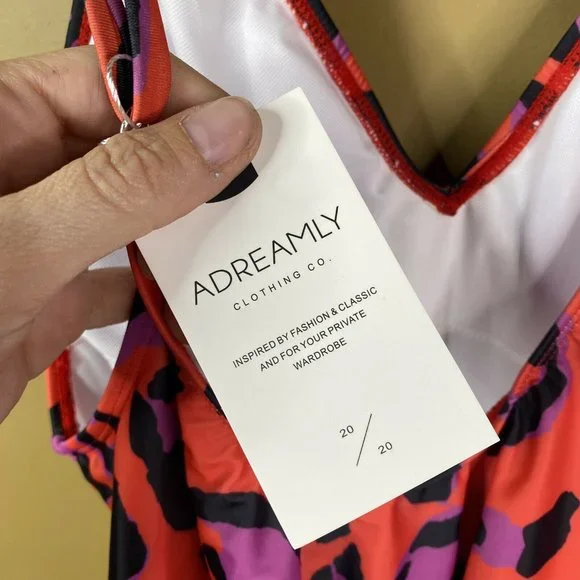 ADREAMLY
CLOTHING CO.
INSPIRED BY FASHION & CLASSIC
AND FOR YOUR PRIVATE
WARDROBE
20
20